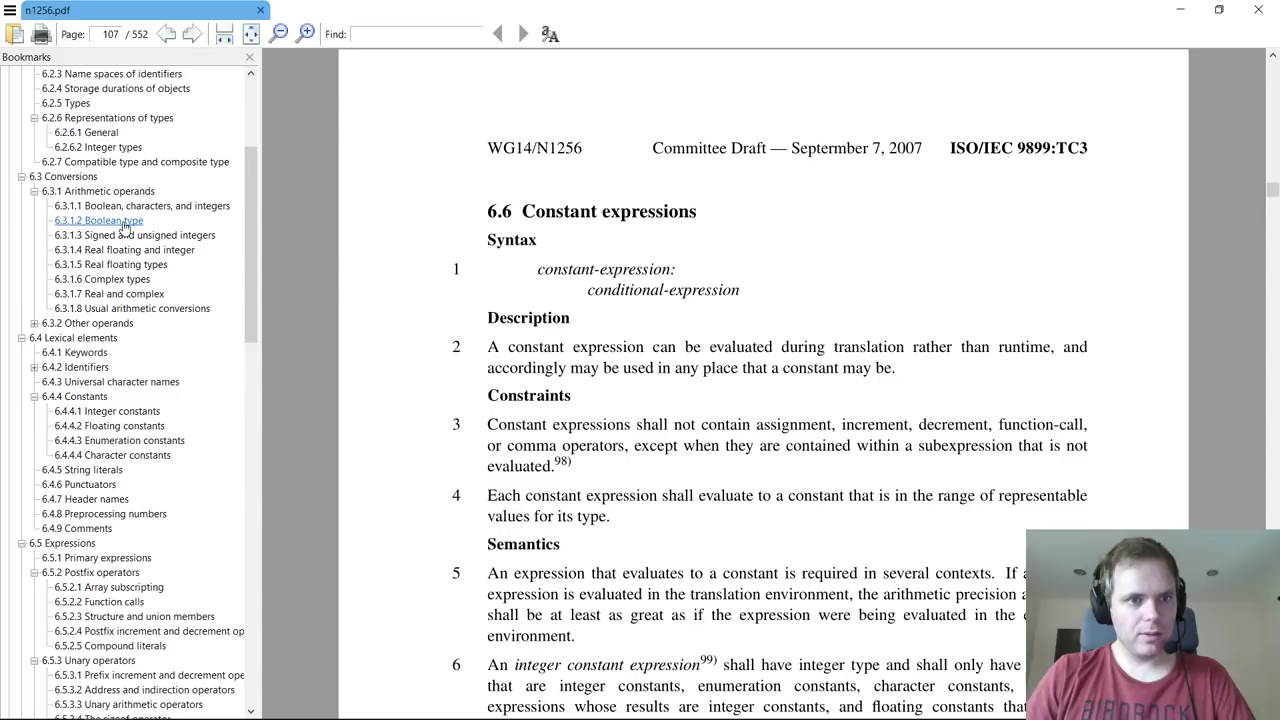 n1256.pdf
Page: 107 / 552
Find:
Bookmarks
6.2.3 Name spaces of identifiers
6.2.4 Storage durations of objects
6.2.5 Types
6.2.6 Representations of types
6.2.6.1 General
6.2.6.2 Integer types
6.2.7 Compatible type and composite type
6.3 Conversions
6.3.1 Arithmetic operands
6.3.1.1 Boolean, characters, and integers
6.3.1.2 Boolean type
6.3.1.3 Signed and unsigned integers
6.3.1.4 Real floating and integer
6.3.1.5 Real floating types
6.3.1.6 Complex types
6.3.1.7 Real and complex
6.3.1.8 Usual arithmetic conversions
6.3.2 Other operands
6.4 Lexical elements
6.4.1 Keywords
6.4.2 Identifiers
6.4.3 Universal character names
6.4.4 Constants
6.4.4.1 Integer constants
6.4.4.2 Floating constants
6.4.4.3 Enumeration constants
6.4.4.4 Character constants
6.4.5 String literals
6.4.6 Punctuators
6.4.7 Header names
6.4.8 Preprocessing numbers
6.4.9 Comments
6.5 Expressions
6.5.1 Primary expressions
6.5.2 Postfix operators
6.5.2.1 Array subscripting
6.5.2.2 Function calls
6.5.2.3 Structure and union members
6.5.2.4 Postfix increment and decrement op
6.5.2.5 Compound literals
6.5.3 Unary operators
6.5.3.1 Prefix increment and decrement ope
6.5.3.2 Address and indirection operators
6.5.3.3 Unary arithmetic operators
WG14/N1256 Committee Draft — Septermber 7, 2007 ISO/IEC 9899:TC3
6.6 Constant expressions
Syntax
1 constant-expression:
conditional-expression
Description
2 A constant expression can be evaluated during translation rather than runtime, and
accordingly may be used in any place that a constant may be.
Constraints
3 Constant expressions shall not contain assignment, increment, decrement, function-call,
or comma operators, except when they are contained within a subexpression that is not
evaluated.98)
4 Each constant expression shall evaluate to a constant that is in the range of representable
values for its type.
Semantics
5 An expression that evaluates to a constant is required in several contexts. If a
expression is evaluated in the translation environment, the arithmetic precision a
shall be at least as great as if the expression were being evaluated in the
environment.
6 An integer constant expression99) shall have integer type and shall only have
that are integer constants, enumeration constants, character constants,
expressions whose results are integer constants, and floating constants tha